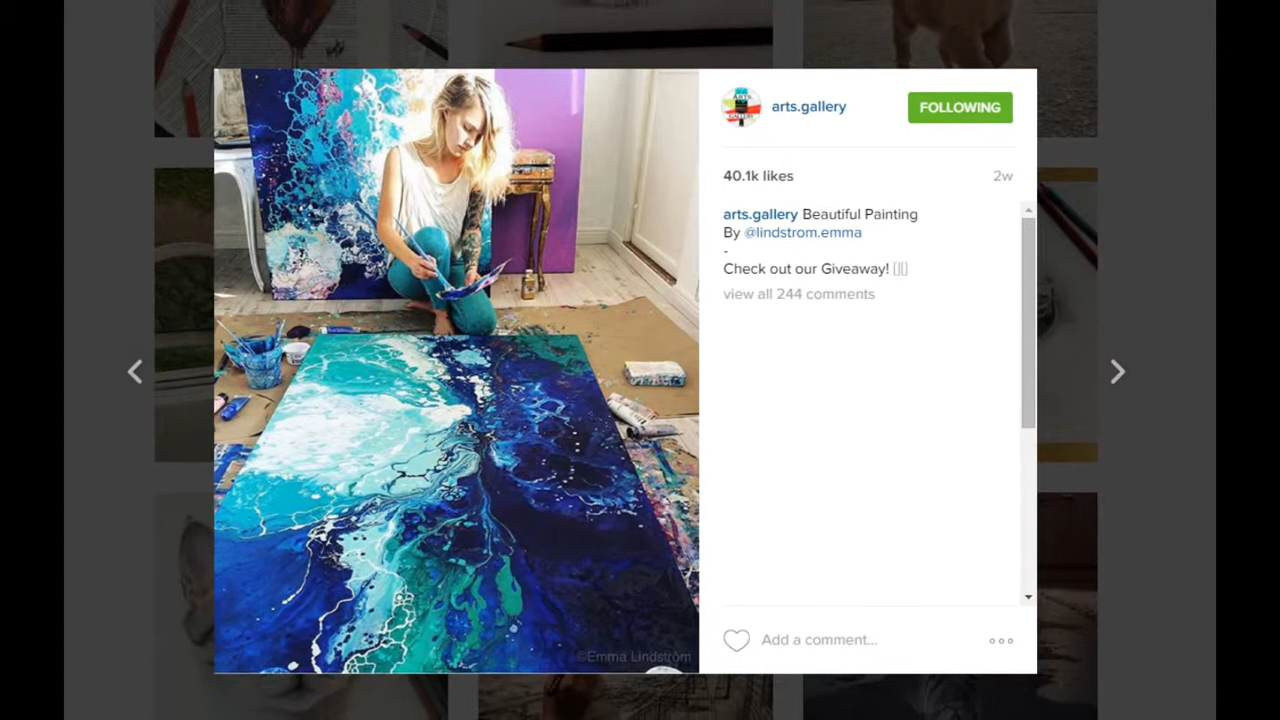 arts.gallery
FOLLOWING
40.1k likes
2w
arts.gallery Beautiful Painting
By @lindstrom.emma
-
Check out our Giveaway!
view all 244 comments
Add a comment...
©Emma Lindström